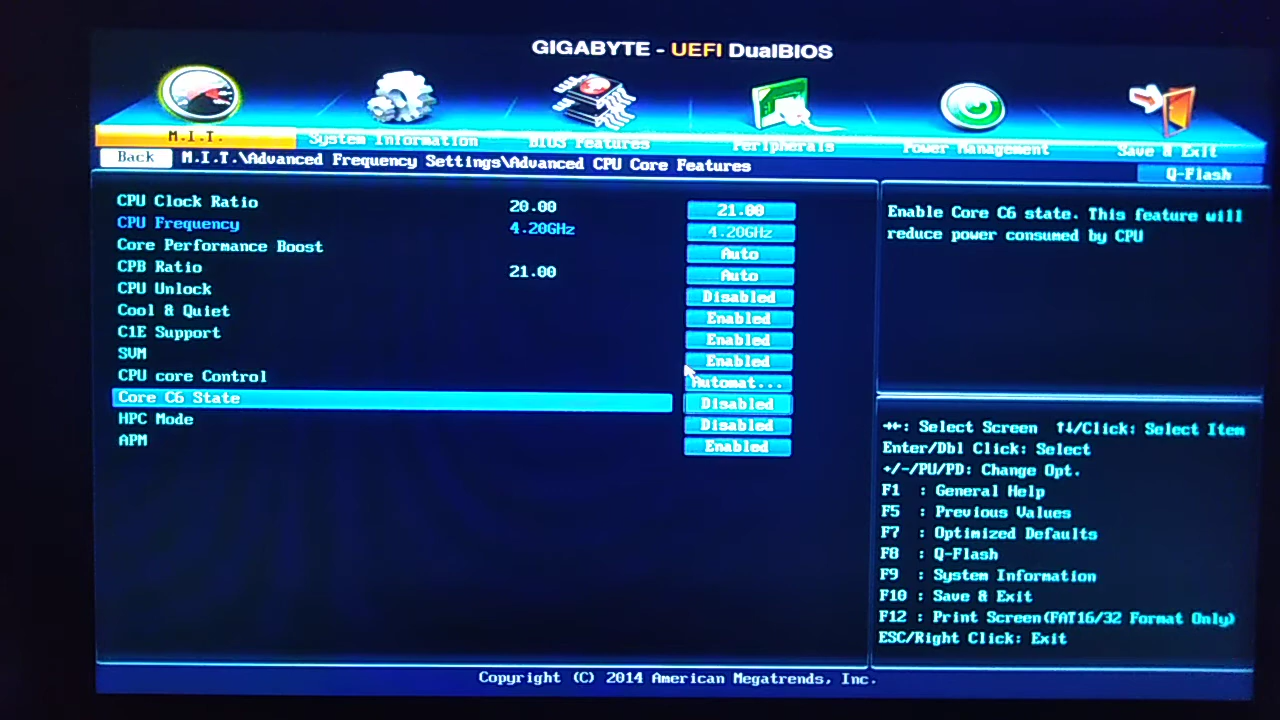 GIGABYTE - UEFI DualBIOS
M.I.T. System Information BIOS Features Peripherals Power Management Save & Exit
Back M.I.T.\Advanced Frequency Settings\Advanced CPU Core Features Q-Flash
CPU Clock Ratio 20.00 21.00
CPU Frequency 4.20GHz 4.20GHz
Core Performance Boost Auto
CPB Ratio 21.00 Auto
CPU Unlock Disabled
Cool & Quiet Enabled
C1E Support Enabled
SVM Enabled
CPU core Control Automat...
Core C6 State Disabled
HPC Mode Disabled
APM Enabled
Enable Core C6 state. This feature will
reduce power consumed by CPU
→←: Select Screen ↑↓/Click: Select Item
Enter/Dbl Click: Select
+/-/PU/PD: Change Opt.
F1 : General Help
F5 : Previous Values
F7 : Optimized Defaults
F8 : Q-Flash
F9 : System Information
F10 : Save & Exit
F12 : Print Screen(FAT16/32 Format Only)
ESC/Right Click: Exit
Copyright (C) 2014 American Megatrends, Inc.